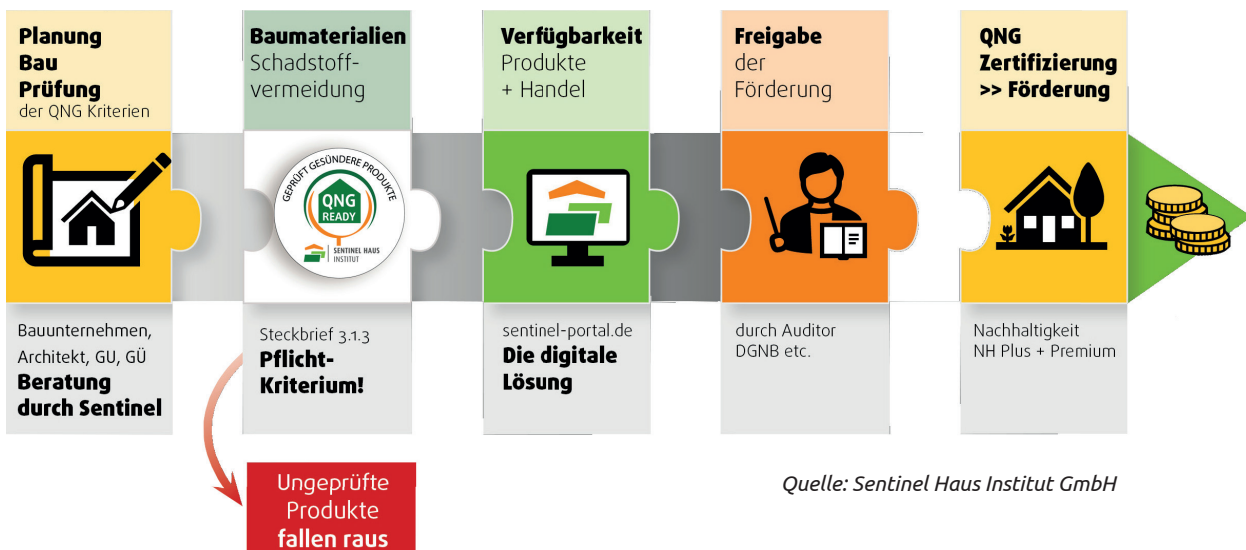 Planung
Bau
Prüfung
der QNG Kriterien
Bauunternehmen,
Architekt, GU, GÜ
Beratung
durch Sentinel
Baumaterialien
Schadstoff-
vermeidung
GEPRÜFT GESÜNDERE PRODUKTE
QNG
READY
SENTINEL HAUS
INSTITUT
Steckbrief 3.1.3
Pflicht-
Kriterium!
Ungeprüfte
Produkte
fallen raus
Verfügbarkeit
Produkte
+ Handel
sentinel-portal.de
Die digitale
Lösung
Freigabe
der
Förderung
durch Auditor
DGNB etc.
QNG
Zertifizierung
>> Förderung
Nachhaltigkeit
NH Plus + Premium
Quelle: Sentinel Haus Institut GmbH